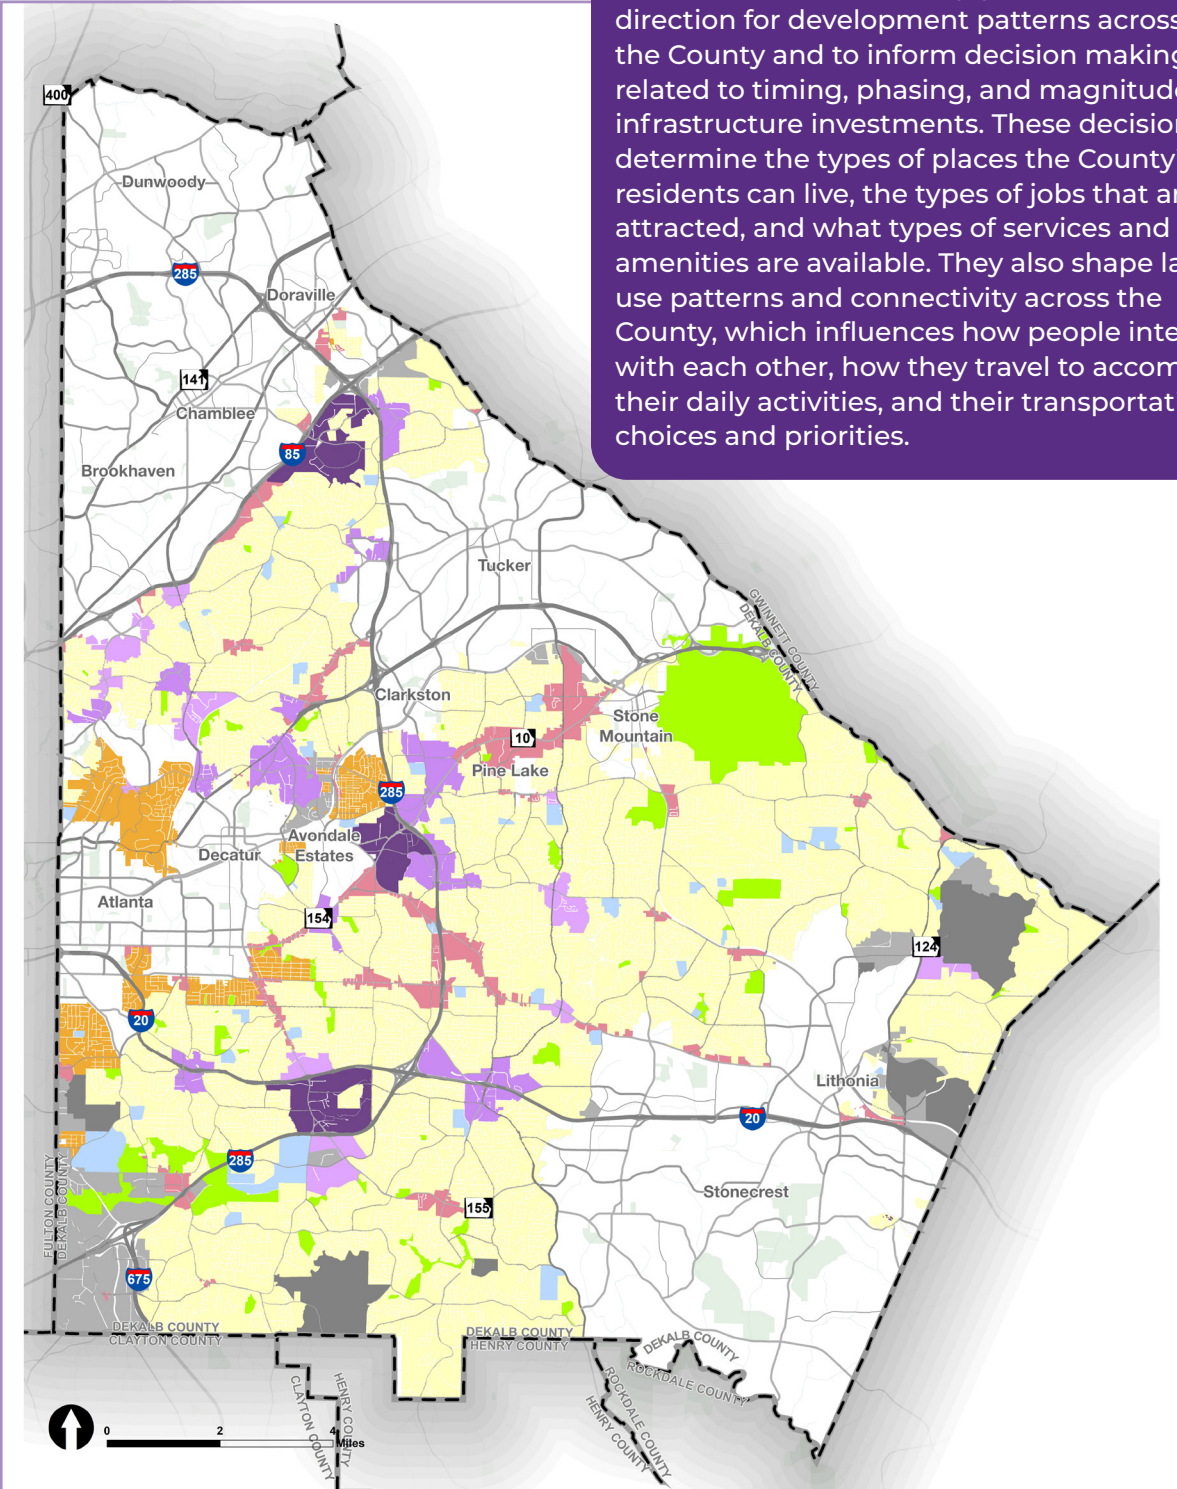 direction for development patterns across
the County and to inform decision making
related to timing, phasing, and magnitude
infrastructure investments. These decision
determine the types of places the County
residents can live, the types of jobs that
attracted, and what types of services and
amenities are available. They also shape
use patterns and connectivity across the
County, which influences how people
with each other, how they travel to
their daily activities, and their
choices and priorities.
400
Dunwoody
285
Doraville
141
Chamblee
85
Brookhaven
Tucker
GWINNETT COUNTY
DEKALB COUNTY
Clarkston
Stone
Mountain
10
Pine Lake
285
Avondale
Estates
Decatur
Atlanta
154
124
20
Lithonia
20
285
Stonecrest
155
FULTON COUNTY
DEKALB COUNTY
675
DEKALB COUNTY
CLAYTON COUNTY
DEKALB COUNTY
HENRY COUNTY
DEKALB COUNTY
ROCKDALE COUNTY
CLAYTON COUNTY
HENRY COUNTY
ROCKDALE COUNTY
HENRY COUNTY
0 2 4
Miles